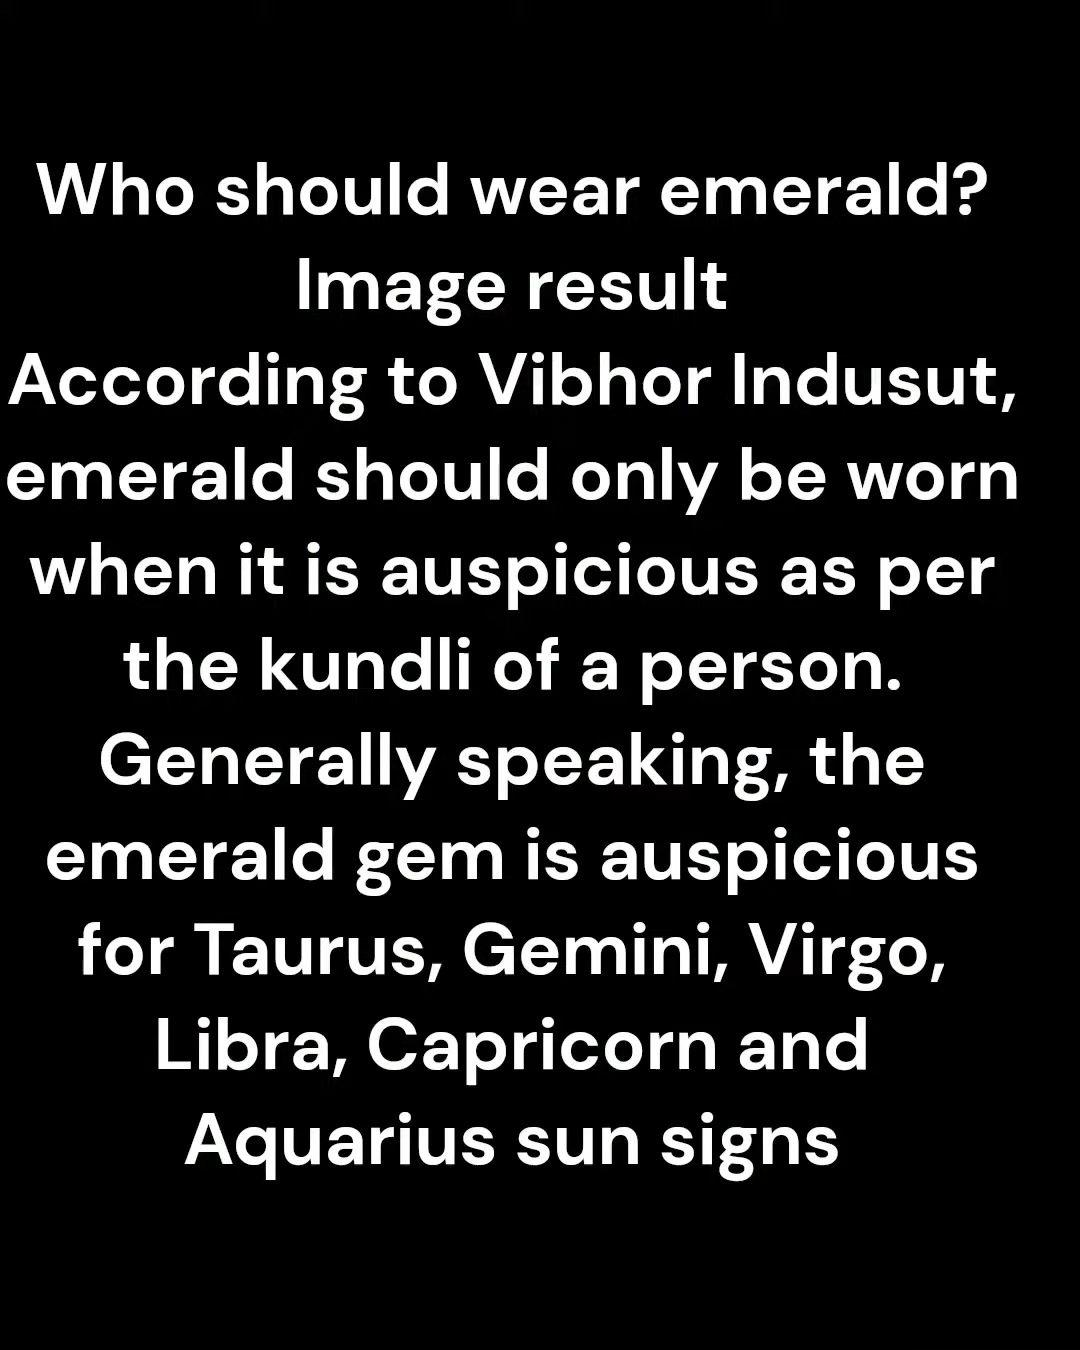 Who should wear emerald?
Image result
According to Vibhor Indusut,
emerald should only be worn
when it is auspicious as per
the kundli of a person.
Generally speaking, the
emerald gem is auspicious
for Taurus, Gemini, Virgo,
Libra, Capricorn and
Aquarius sun signs